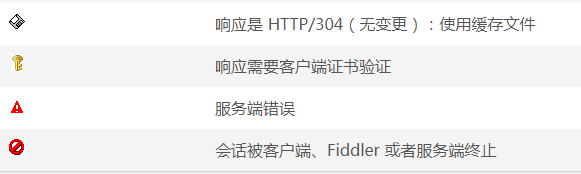 响应是 HTTP/304（无变更）：使用缓存文件
响应需要客户端证书验证
服务端错误
会话被客户端、Fiddler 或者服务端终止